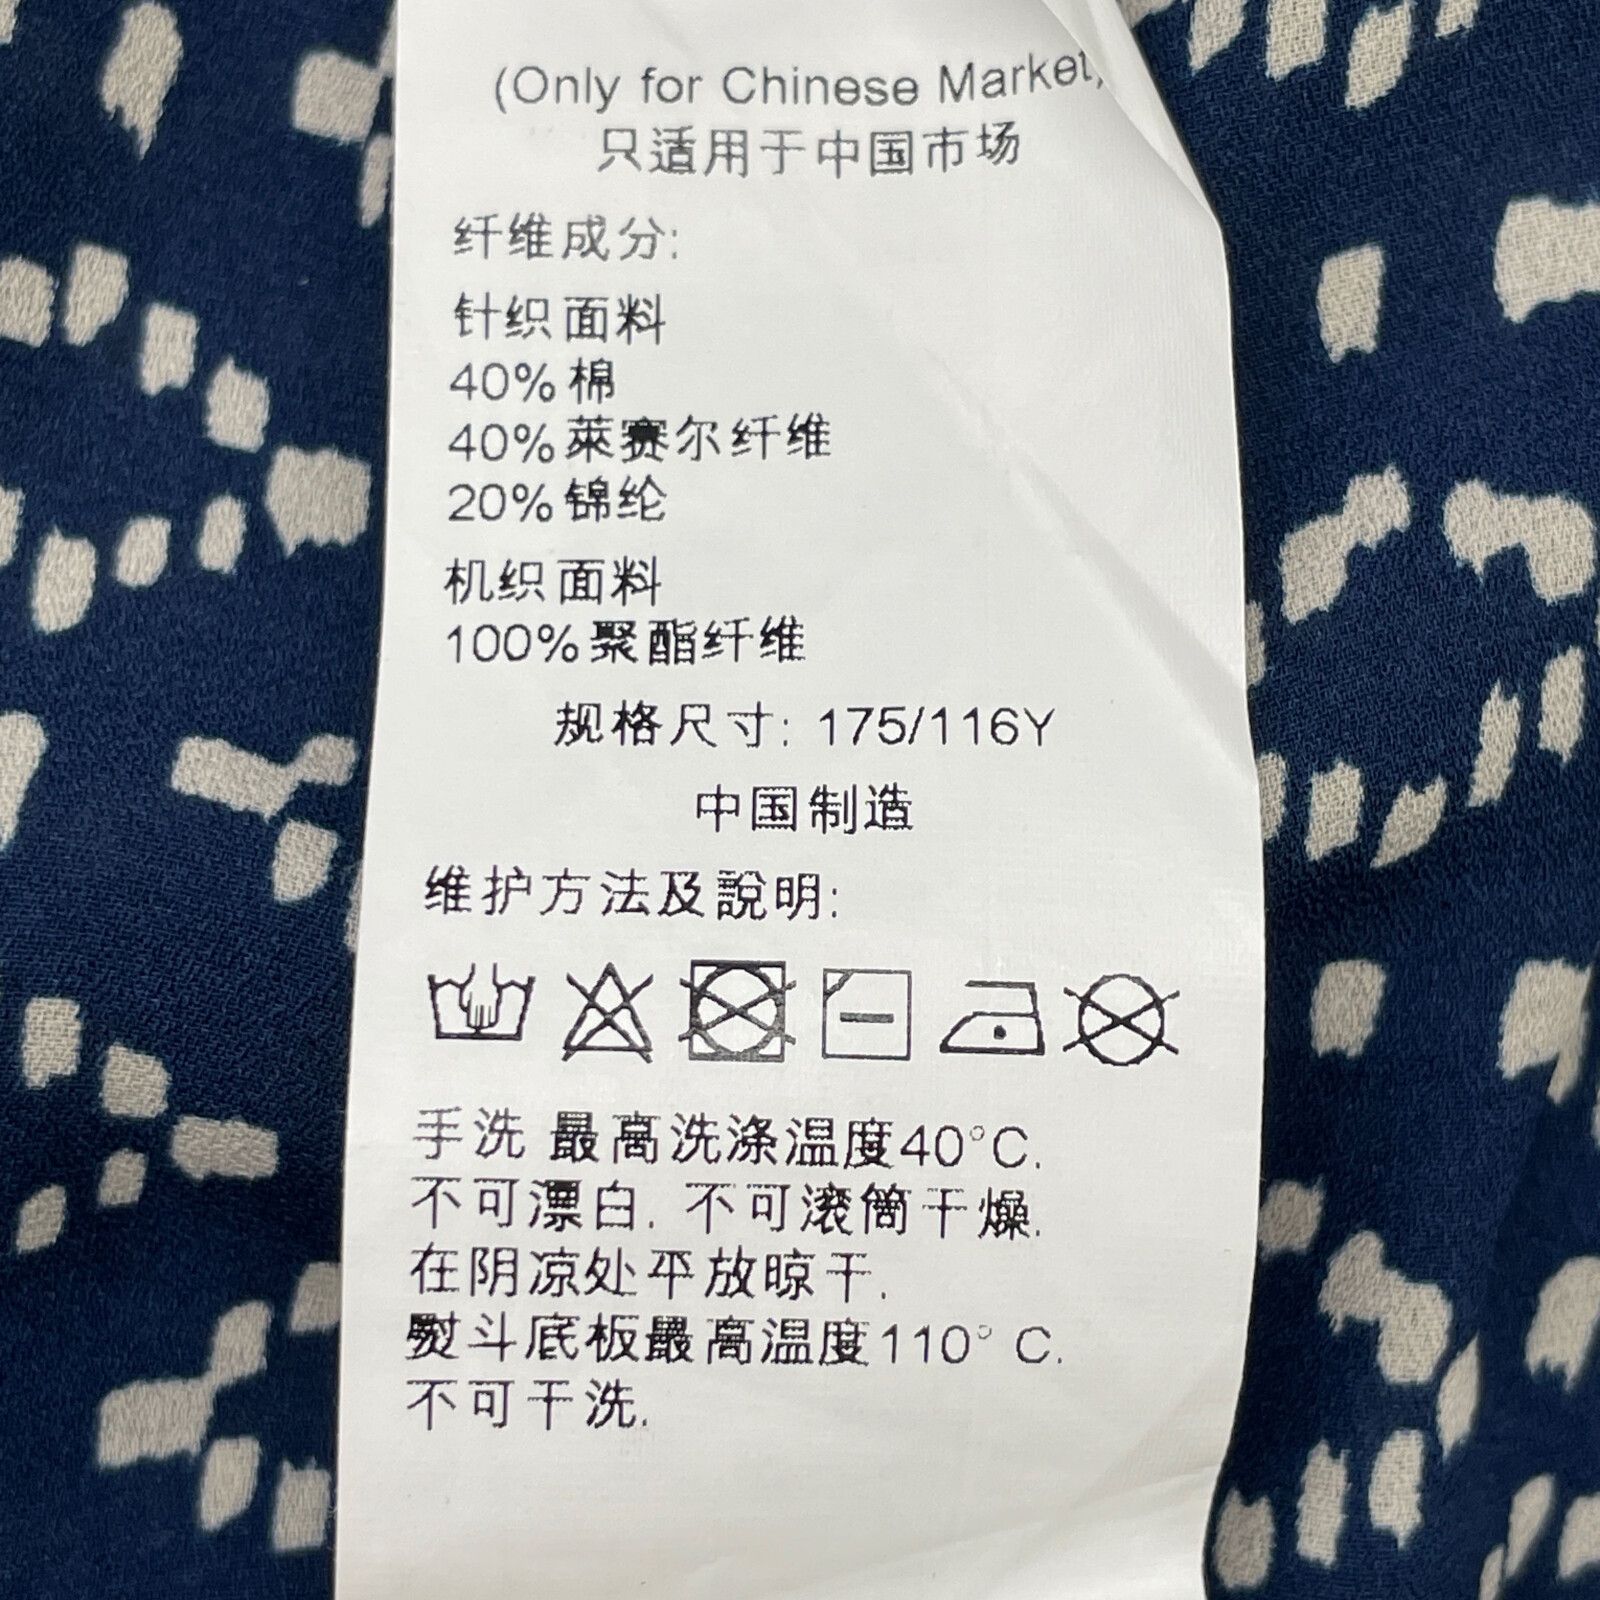 (Only for Chinese Market)
只适用于中国市场
纤维成分:
针织面料
40%棉
40%莱赛尔纤维
20%锦纶
机织面料
100%聚酯纤维
规格尺寸: 175/116Y
中国制造
维护方法及說明:
手洗 最高洗涤温度40°C.
不可漂白. 不可滚筒干燥.
在阴凉处平放晾干.
熨斗底板最高温度110° C.
不可干洗.